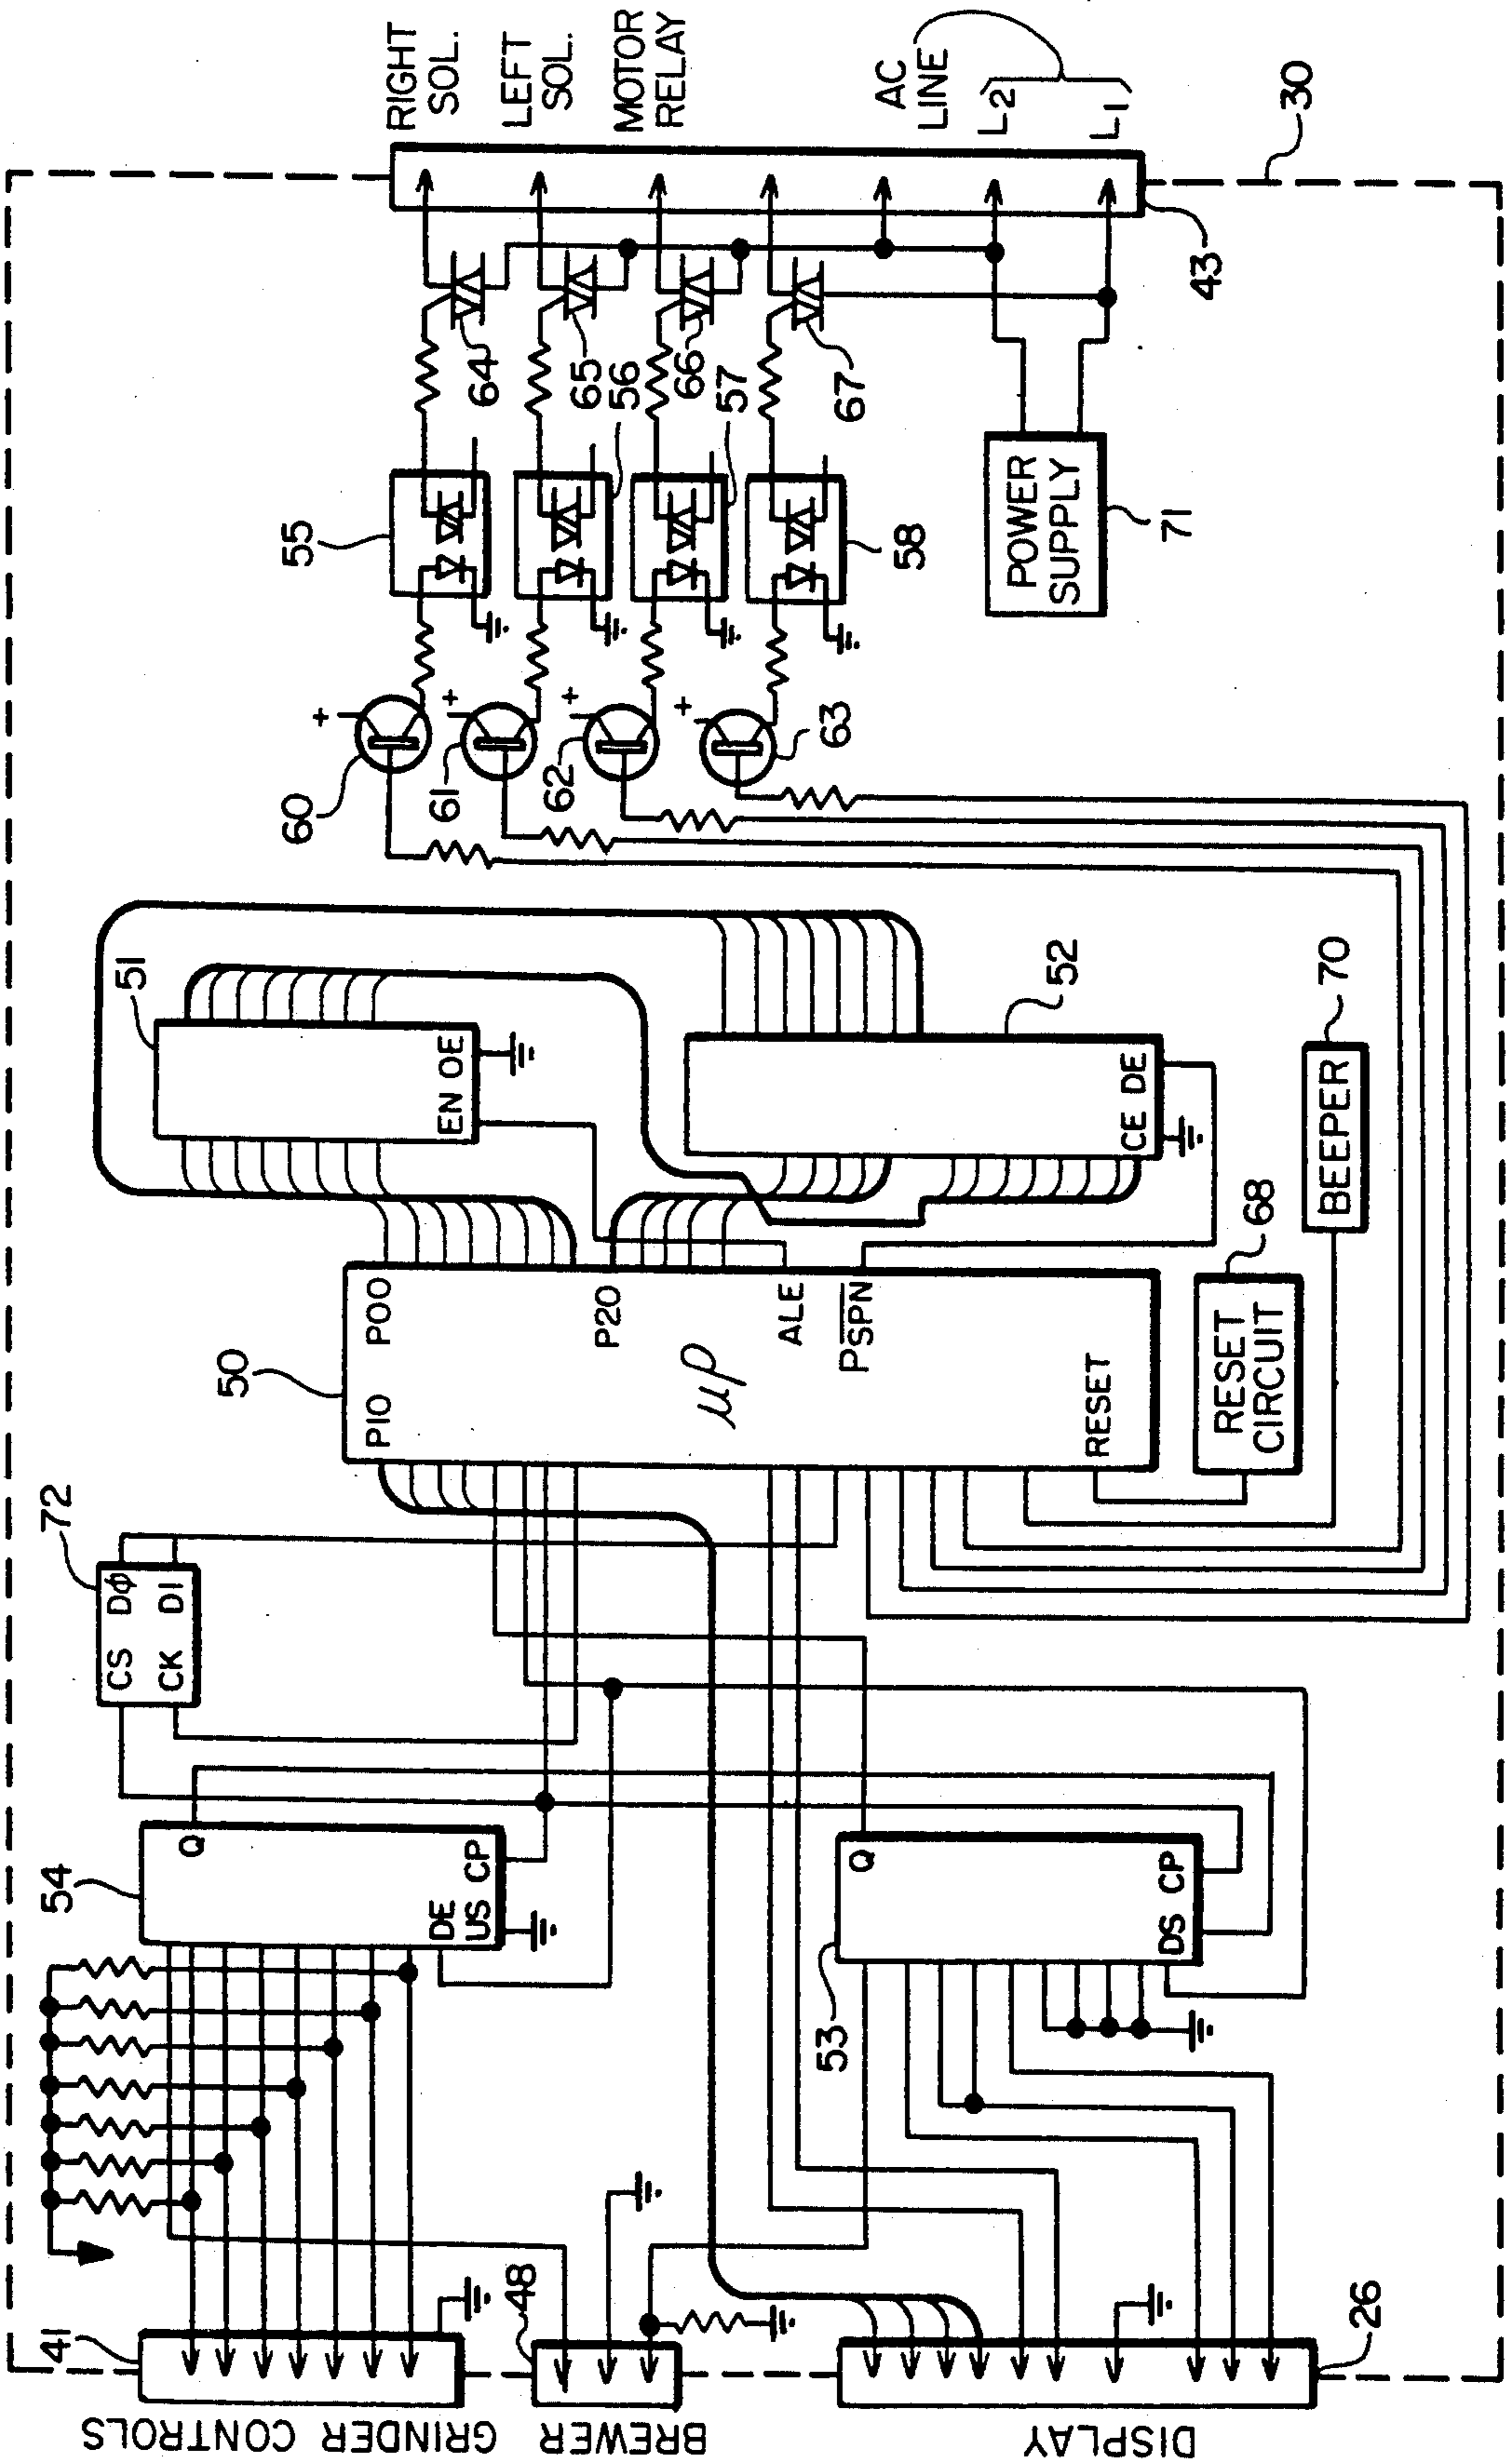 RIGHT
SOL.
LEFT
SOL.
MOTOR
RELAY
AC
LINE
L2
L1
30
43
64
65
66
67
55
56
57
58
POWER
SUPPLY
71
+
+
+
+
60
61
62
63
51
EN OE
52
CE DE
70
BEEPER
68
RESET
CIRCUIT
50
P10 P00
P20
μP
ALE
PSPN
RESET
72
CS DΦ
CK DI
54
Q
DE
US CP
53
Q
DS CP
41
48
26
GRINDER CONTROLS
BREWER
DISPLAY